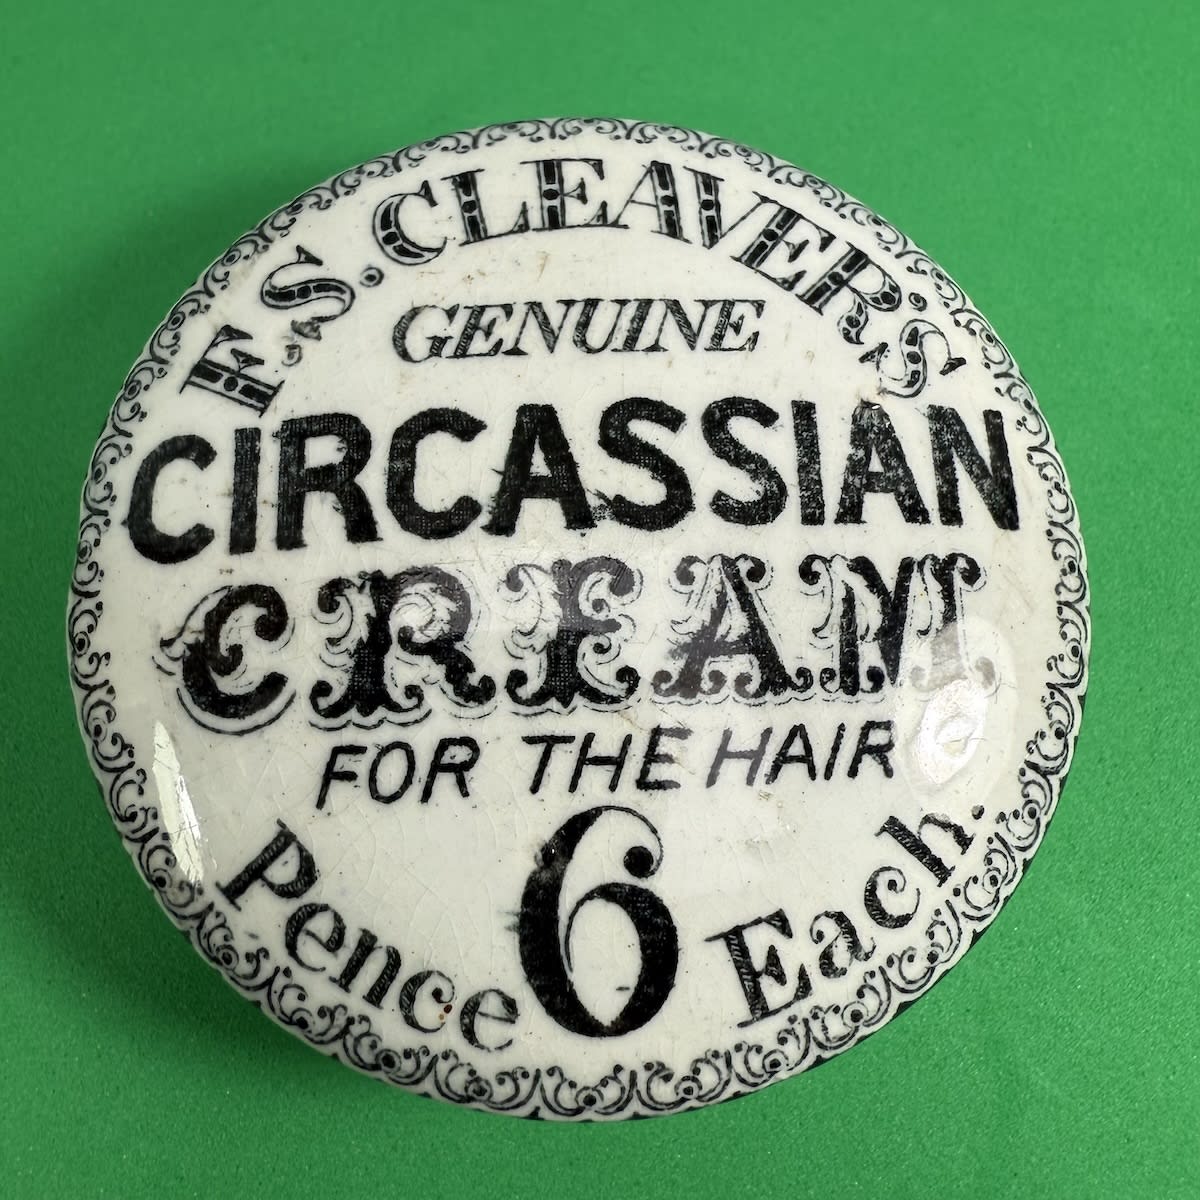 F.S. CLEAVER'S
GENUINE
CIRCASSIAN
CREAM
FOR THE HAIR
Pence 6 Each.